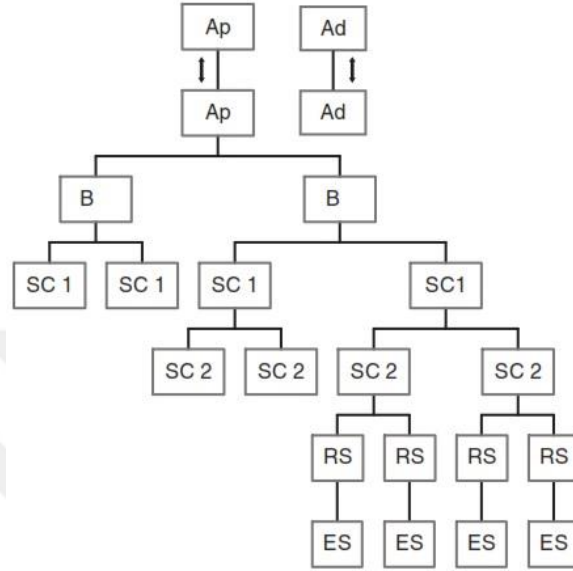 Ap Ad
Ap Ad
B B
SC 1 SC 1 SC 1 SC1
SC 2 SC 2 SC 2 SC 2
RS RS RS RS
ES ES ES ES